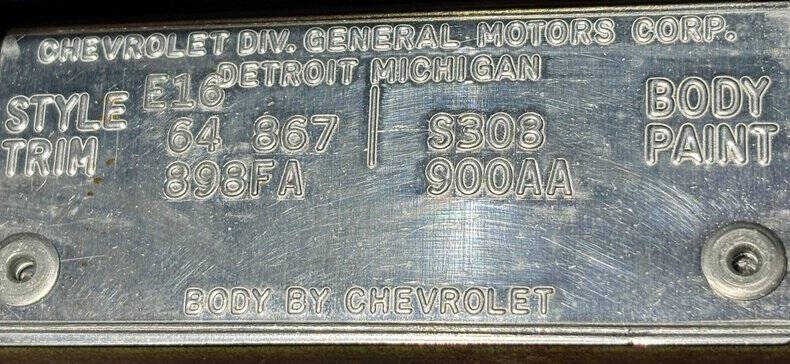 CHEVROLET DIV. GENERAL MOTORS CORP.
DETROIT MICHIGAN
E16
STYLE 64 867 S308 BODY
TRIM 898FA 900AA PAINT
BODY BY CHEVROLET